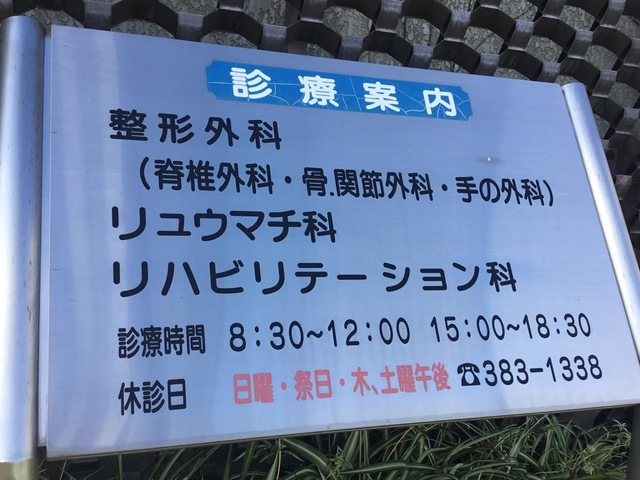 診療案内
整形外科
(脊椎外科・骨.関節外科・手の外科)
リュウマチ科
リハビリテーション科
診療時間 8:30~12:00 15:00~18:30
休診日 日曜・祭日・木、土曜午後 ☎383-1338